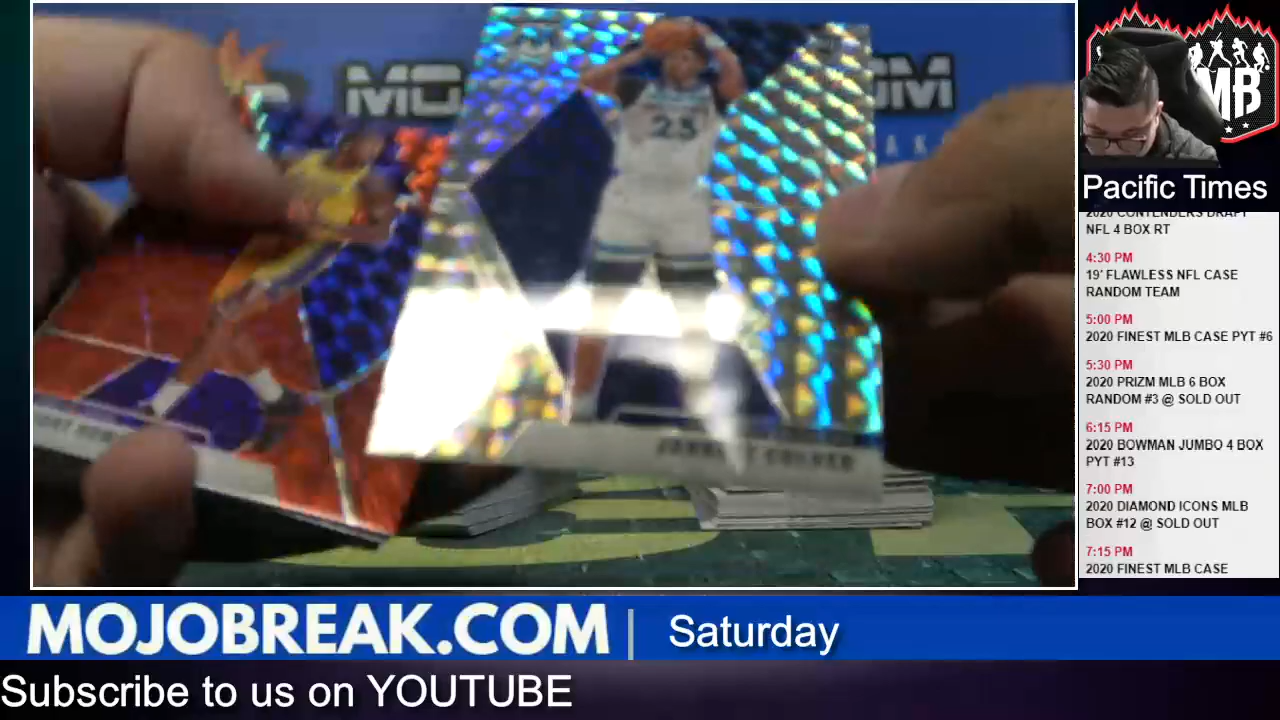 MB
25
JARRETT CULVER
Pacific Times
2020 CONTENDERS DRAFT
NFL 4 BOX RT
4:30 PM
19' FLAWLESS NFL CASE
RANDOM TEAM
5:00 PM
2020 FINEST MLB CASE PYT #6
5:30 PM
2020 PRIZM MLB 6 BOX
RANDOM #3 @ SOLD OUT
6:15 PM
2020 BOWMAN JUMBO 4 BOX
PYT #13
7:00 PM
2020 DIAMOND ICONS MLB
BOX #12 @ SOLD OUT
7:15 PM
2020 FINEST MLB CASE
MOJOBREAK.COM | Saturday
Subscribe to us on YOUTUBE